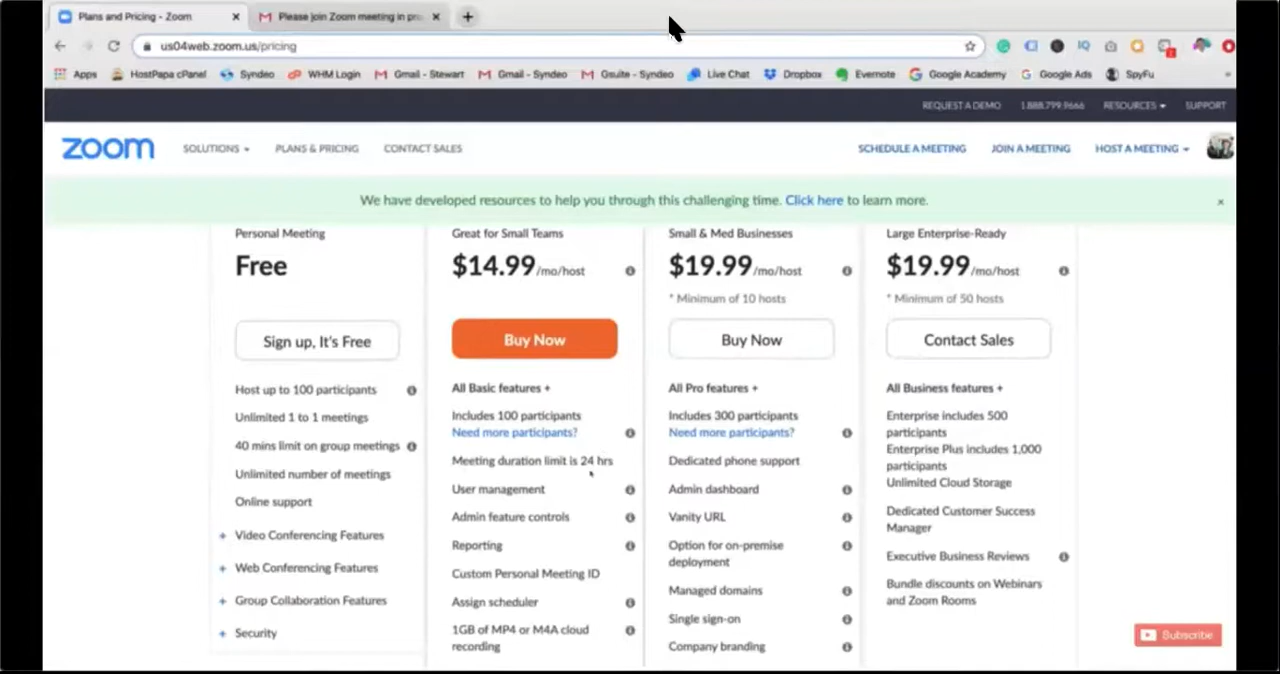 Plans and Pricing - Zoom
Please join Zoom meeting in pro
us04web.zoom.us/pricing
Apps HostPapa cPanel Syndeo WHM Login Gmail - Stewart Gmail - Syndeo Gsuite - Syndeo Live Chat Dropbox Evernote Google Academy Google Ads SpyFu
REQUEST A DEMO 1.888.799.9666 RESOURCES SUPPORT
zoom SOLUTIONS PLANS & PRICING CONTACT SALES SCHEDULE A MEETING JOIN A MEETING HOST A MEETING
We have developed resources to help you through this challenging time. Click here to learn more.
Personal Meeting
Free
Sign up, It's Free
Host up to 100 participants
Unlimited 1 to 1 meetings
40 mins limit on group meetings
Unlimited number of meetings
Online support
+ Video Conferencing Features
+ Web Conferencing Features
+ Group Collaboration Features
+ Security
Great for Small Teams
$14.99/mo/host
Buy Now
All Basic features +
Includes 100 participants
Need more participants?
Meeting duration limit is 24 hrs
User management
Admin feature controls
Reporting
Custom Personal Meeting ID
Assign scheduler
1GB of MP4 or M4A cloud
recording
Small & Med Businesses
$19.99/mo/host
* Minimum of 10 hosts
Buy Now
All Pro features +
Includes 300 participants
Need more participants?
Dedicated phone support
Admin dashboard
Vanity URL
Option for on-premise
deployment
Managed domains
Single sign-on
Company branding
Large Enterprise-Ready
$19.99/mo/host
* Minimum of 50 hosts
Contact Sales
All Business features +
Enterprise includes 500
participants
Enterprise Plus includes 1,000
participants
Unlimited Cloud Storage
Dedicated Customer Success
Manager
Executive Business Reviews
Bundle discounts on Webinars
and Zoom Rooms
Subscribe